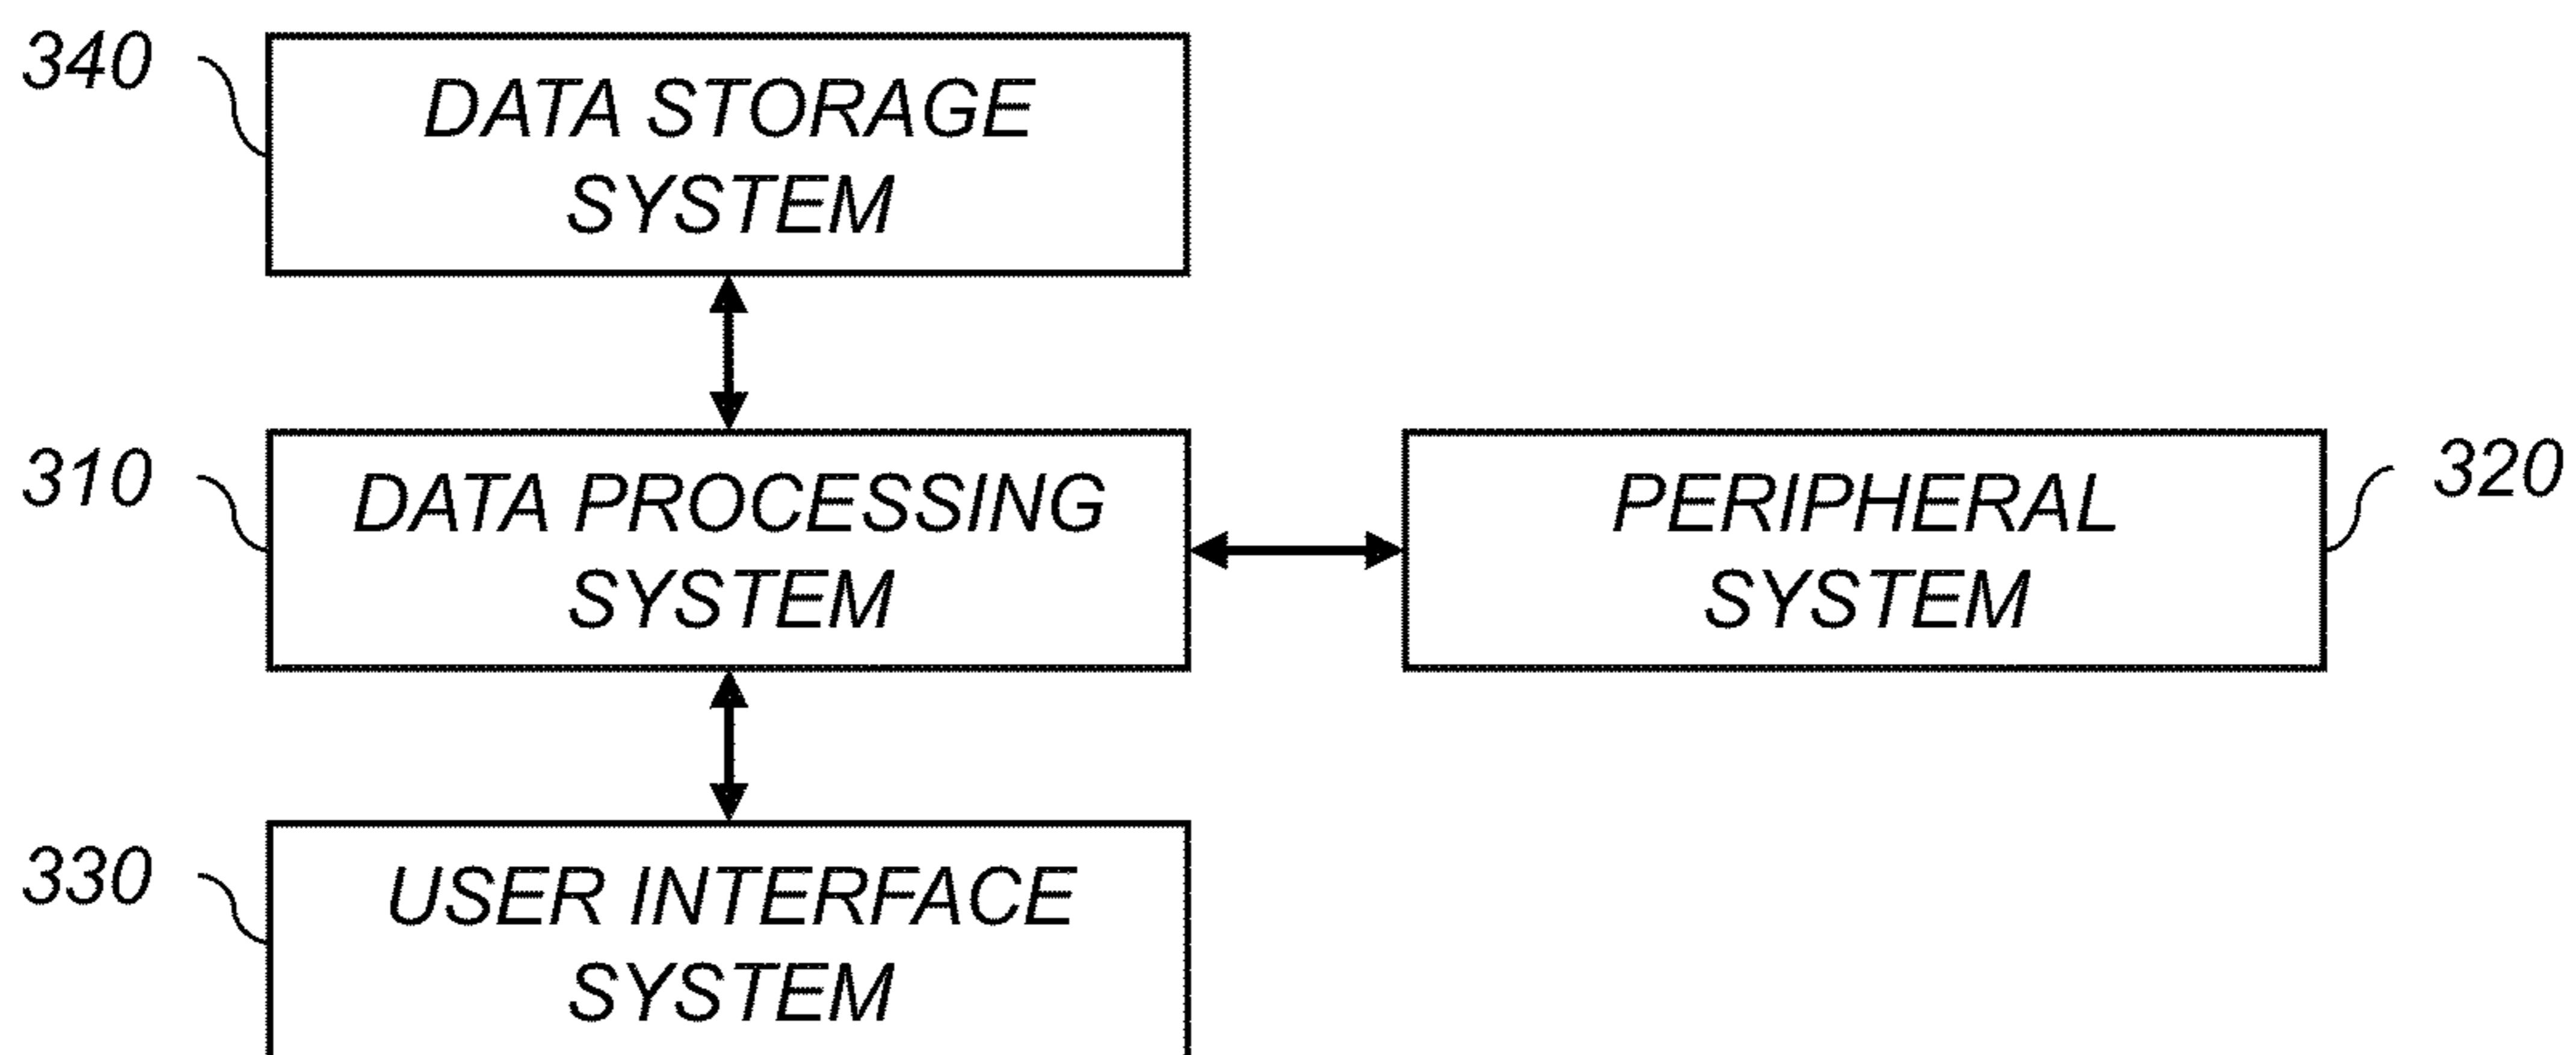 340
DATA STORAGE
SYSTEM
310
DATA PROCESSING
SYSTEM
PERIPHERAL
SYSTEM
320
330
USER INTERFACE
SYSTEM